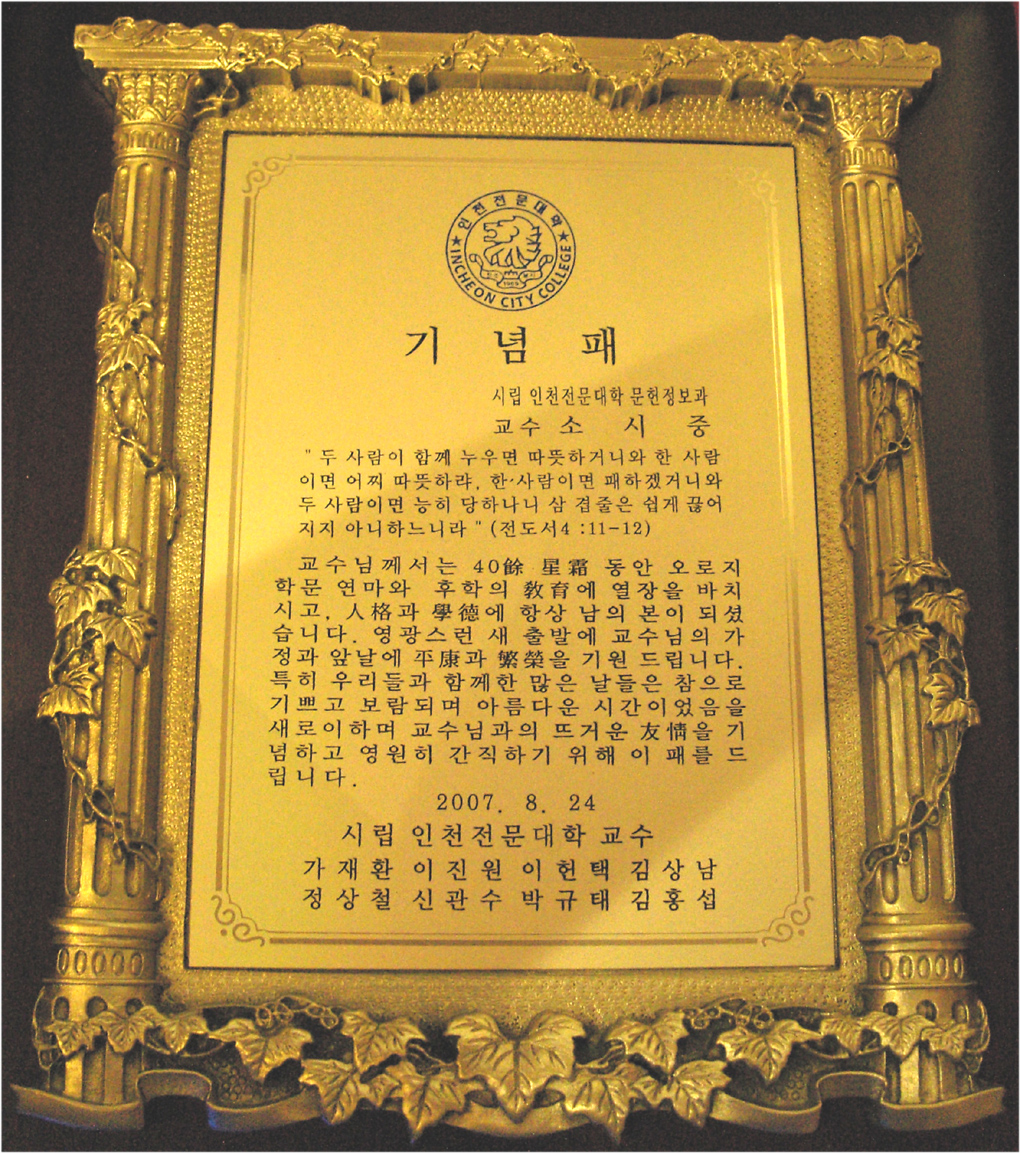 인천전문대학
INCHEON CITY COLLEGE
기 념 패
시립 인천전문대학 문헌정보과
교수 소 시 중
" 두 사람이 함께 누우면 따뜻하거니와 한 사람
이면 어찌 따뜻하랴, 한 사람이면 패하겠거니와
두 사람이면 능히 당하나니 삼 겹줄은 쉽게 끊어
지지 아니하느니라 " (전도서4 :11-12)
교수님께서는 40餘 星霜 동안 오로지
학문 연마와 후학의 敎育에 열장을 바치
시고, 人格과 學德에 항상 남의 본이 되셨
습니다. 영광스런 새 출발에 교수님의 가
정과 앞날에 平康과 繁榮을 기원 드립니다.
특히 우리들과 함께한 많은 날들은 참으로
기쁘고 보람되며 아름다운 시간이었음을
새로이하며 교수님과의 뜨거운 友情을 기
념하고 영원히 간직하기 위해 이 패를 드
립니다.
2007. 8. 24
시립 인천전문대학 교수
가재환 이진원 이헌택 김상남
정상철 신관수 박규태 김홍섭